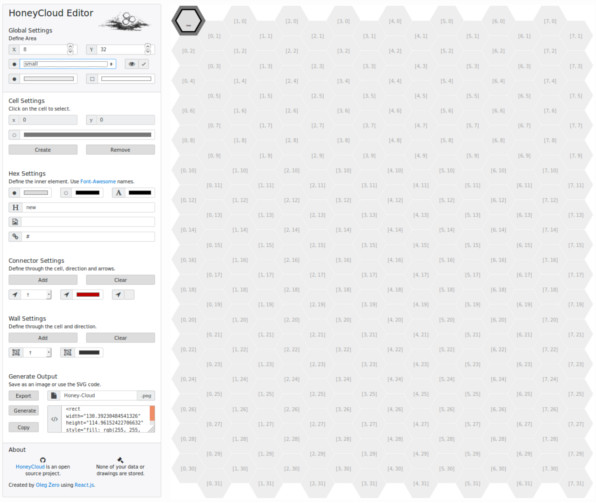 HoneyCloud Editor
Global Settings
Define Area
X 8 Y 32
small
Cell Settings
Click on the cell to select.
x 0 y 0
Create Remove
Hex Settings
Define the inner element. Use Font-Awesome names.
A
H new
#
Connector Settings
Define through the cell, direction and arrows.
Add Clear
↑
Wall Settings
Define through the cell and direction.
Add Clear
↑
Generate Output
Save as an image or use the SVG code.
Export Honey-Cloud .png
Generate
Copy
</> <rect
width="130.39230484541326"
height="114.96152422706632"
style="fill: rgb(255, 255,
About
HoneyCloud is an open
source project.
None of your data or
drawings are stored.
Created by Oleg Zero using React.js.
[1, 0] [2, 0] [3, 0] [4, 0] [5, 0] [6, 0] [7, 0]
[0, 1] [1, 1] [2, 1] [3, 1] [4, 1] [5, 1] [6, 1] [7, 1]
[0, 2] [1, 2] [2, 2] [3, 2] [4, 2] [5, 2] [6, 2] [7, 2]
[0, 3] [1, 3] [2, 3] [3, 3] [4, 3] [5, 3] [6, 3] [7, 3]
[0, 4] [1, 4] [2, 4] [3, 4] [4, 4] [5, 4] [6, 4] [7, 4]
[0, 5] [1, 5] [2, 5] [3, 5] [4, 5] [5, 5] [6, 5] [7, 5]
[0, 6] [1, 6] [2, 6] [3, 6] [4, 6] [5, 6] [6, 6] [7, 6]
[0, 7] [1, 7] [2, 7] [3, 7] [4, 7] [5, 7] [6, 7] [7, 7]
[0, 8] [1, 8] [2, 8] [3, 8] [4, 8] [5, 8] [6, 8] [7, 8]
[0, 9] [1, 9] [2, 9] [3, 9] [4, 9] [5, 9] [6, 9] [7, 9]
[0, 10] [1, 10] [2, 10] [3, 10] [4, 10] [5, 10] [6, 10] [7, 10]
[0, 11] [1, 11] [2, 11] [3, 11] [4, 11] [5, 11] [6, 11] [7, 11]
[0, 12] [1, 12] [2, 12] [3, 12] [4, 12] [5, 12] [6, 12] [7, 12]
[0, 13] [1, 13] [2, 13] [3, 13] [4, 13] [5, 13] [6, 13] [7, 13]
[0, 14] [1, 14] [2, 14] [3, 14] [4, 14] [5, 14] [6, 14] [7, 14]
[0, 15] [1, 15] [2, 15] [3, 15] [4, 15] [5, 15] [6, 15] [7, 15]
[0, 16] [1, 16] [2, 16] [3, 16] [4, 16] [5, 16] [6, 16] [7, 16]
[0, 17] [1, 17] [2, 17] [3, 17] [4, 17] [5, 17] [6, 17] [7, 17]
[0, 18] [1, 18] [2, 18] [3, 18] [4, 18] [5, 18] [6, 18] [7, 18]
[0, 19] [1, 19] [2, 19] [3, 19] [4, 19] [5, 19] [6, 19] [7, 19]
[0, 20] [1, 20] [2, 20] [3, 20] [4, 20] [5, 20] [6, 20] [7, 20]
[0, 21] [1, 21] [2, 21] [3, 21] [4, 21] [5, 21] [6, 21] [7, 21]
[0, 22] [1, 22] [2, 22] [3, 22] [4, 22] [5, 22] [6, 22] [7, 22]
[0, 23] [1, 23] [2, 23] [3, 23] [4, 23] [5, 23] [6, 23] [7, 23]
[0, 24] [1, 24] [2, 24] [3, 24] [4, 24] [5, 24] [6, 24] [7, 24]
[0, 25] [1, 25] [2, 25] [3, 25] [4, 25] [5, 25] [6, 25] [7, 25]
[0, 26] [1, 26] [2, 26] [3, 26] [4, 26] [5, 26] [6, 26] [7, 26]
[0, 27] [1, 27] [2, 27] [3, 27] [4, 27] [5, 27] [6, 27] [7, 27]
[0, 28] [1, 28] [2, 28] [3, 28] [4, 28] [5, 28] [6, 28] [7, 28]
[0, 29] [1, 29] [2, 29] [3, 29] [4, 29] [5, 29] [6, 29] [7, 29]
[0, 30] [1, 30] [2, 30] [3, 30] [4, 30] [5, 30] [6, 30] [7, 30]
[0, 31] [1, 31] [2, 31] [3, 31] [4, 31] [5, 31] [6, 31] [7, 31]